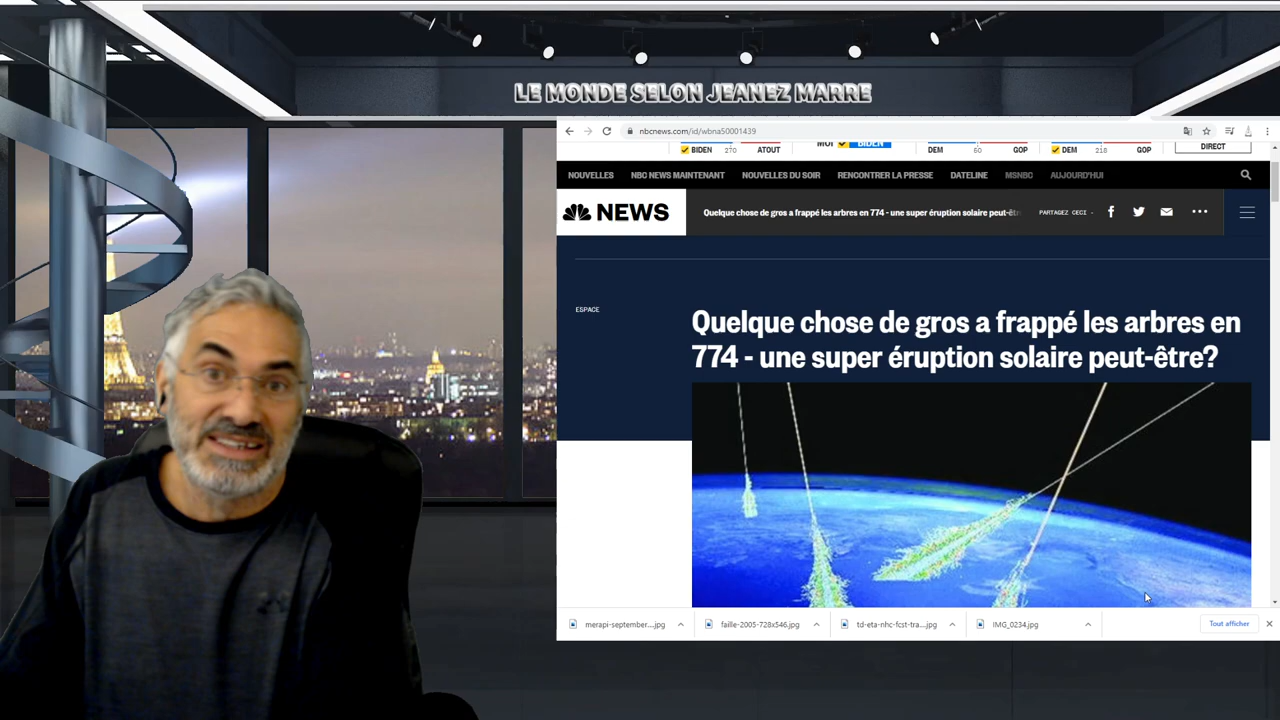 LE MONDE SELON JEANEZ MARRE
nbcnews.com/id/wbna50001439
BIDEN 270 ATOUT
MOI BIDEN
DEM 50 GOP
DEM 218 GOP
DIRECT
NOUVELLES NBC NEWS MAINTENANT NOUVELLES DU SOIR RENCONTRER LA PRESSE DATELINE MSNBC AUJOURD'HUI
NEWS
Quelque chose de gros a frappé les arbres en 774 - une super éruption solaire peut-êtr
PARTAGEZ CECI -
ESPACE
Quelque chose de gros a frappé les arbres en
774 - une super éruption solaire peut-être?
merapi-september....jpg
faille-2005-728x546.jpg
td-eta-nhc-fcst-tra....jpg
IMG_0234.jpg
Tout afficher